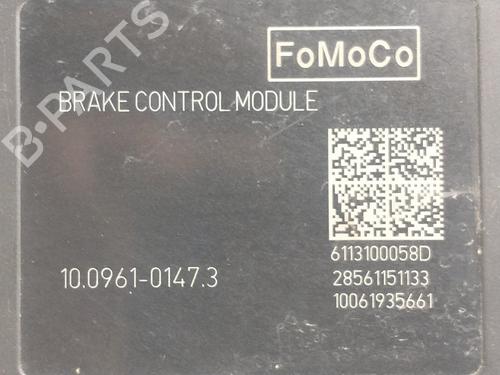 FoMoCo
B-PARTS
BRAKE CONTROL MODULE
6113100058D
10.0961-0147.3
28561151133
10061935661